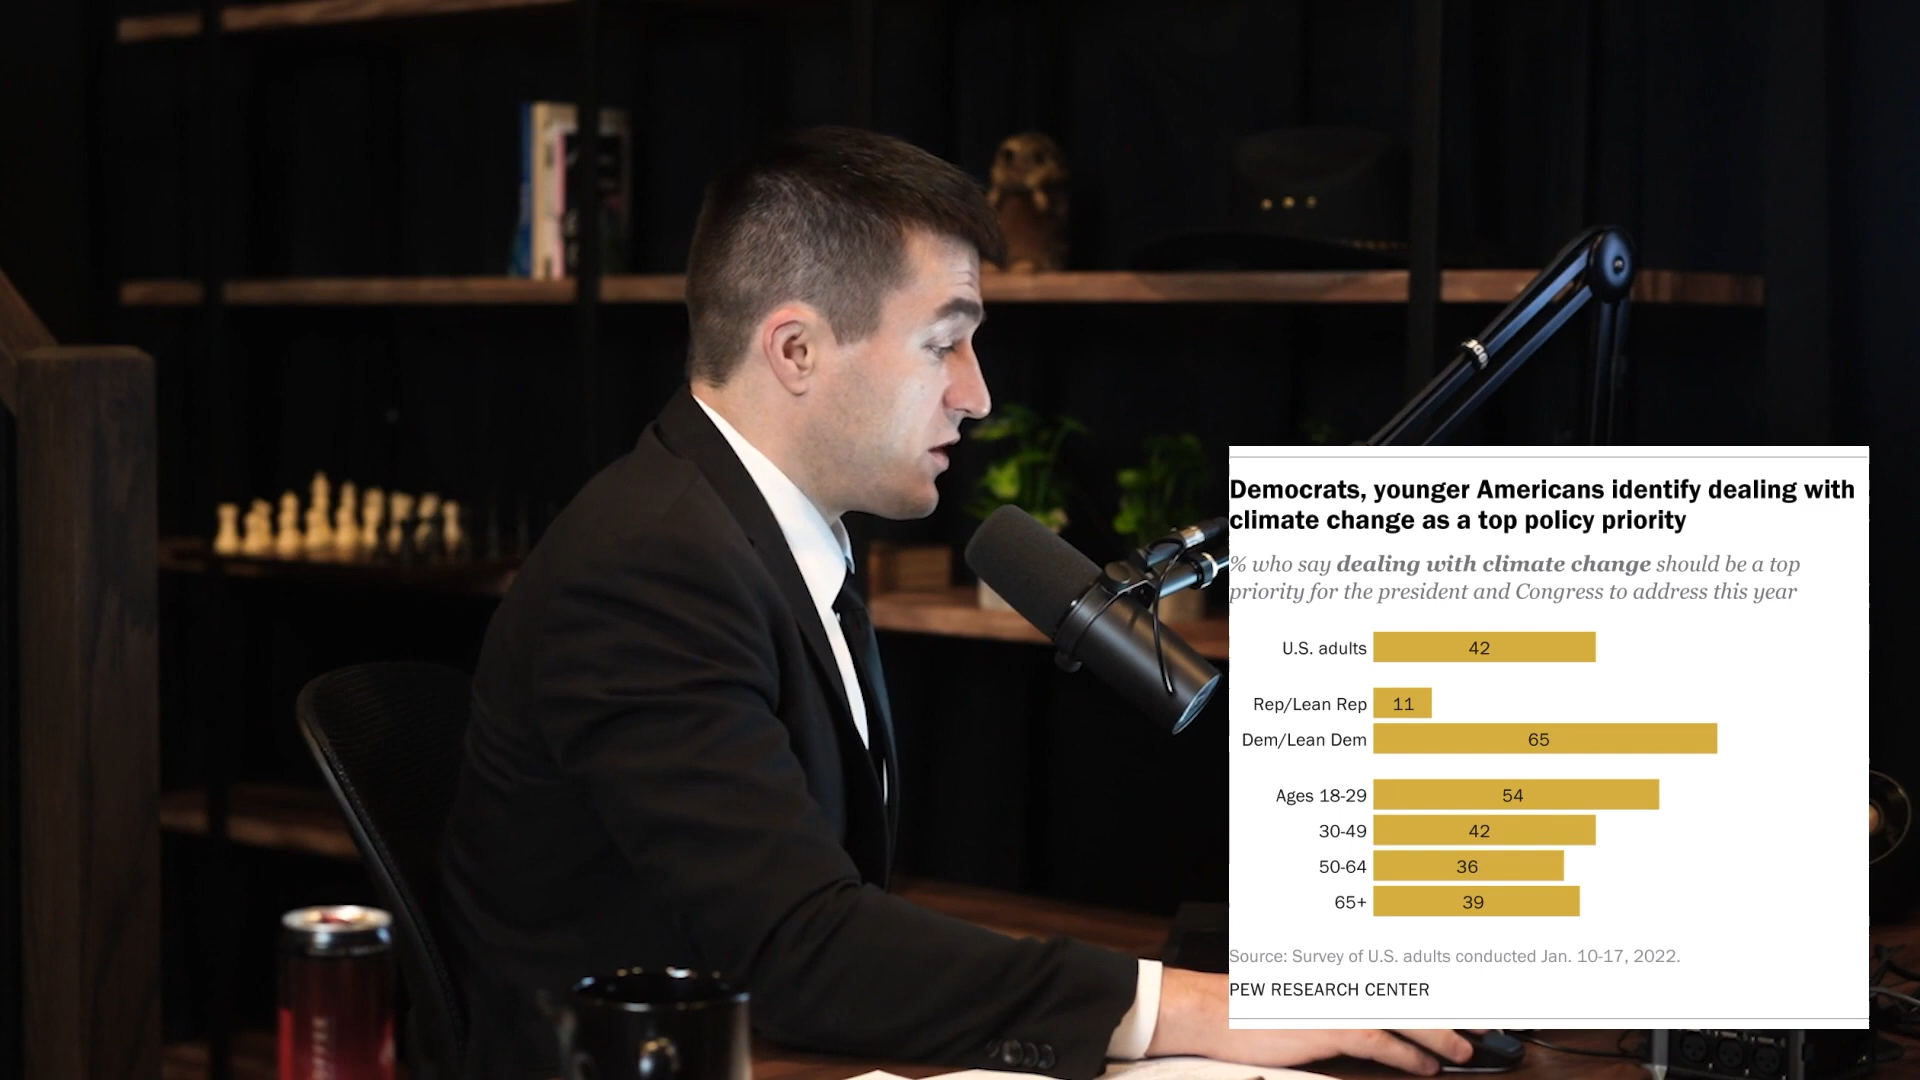 Democrats, younger Americans identify dealing with
climate change as a top policy priority
% who say dealing with climate change should be a top
priority for the president and Congress to address this year
U.S. adults 42
Rep/Lean Rep 11
Dem/Lean Dem 65
Ages 18-29 54
30-49 42
50-64 36
65+ 39
Source: Survey of U.S. adults conducted Jan. 10-17, 2022.
PEW RESEARCH CENTER